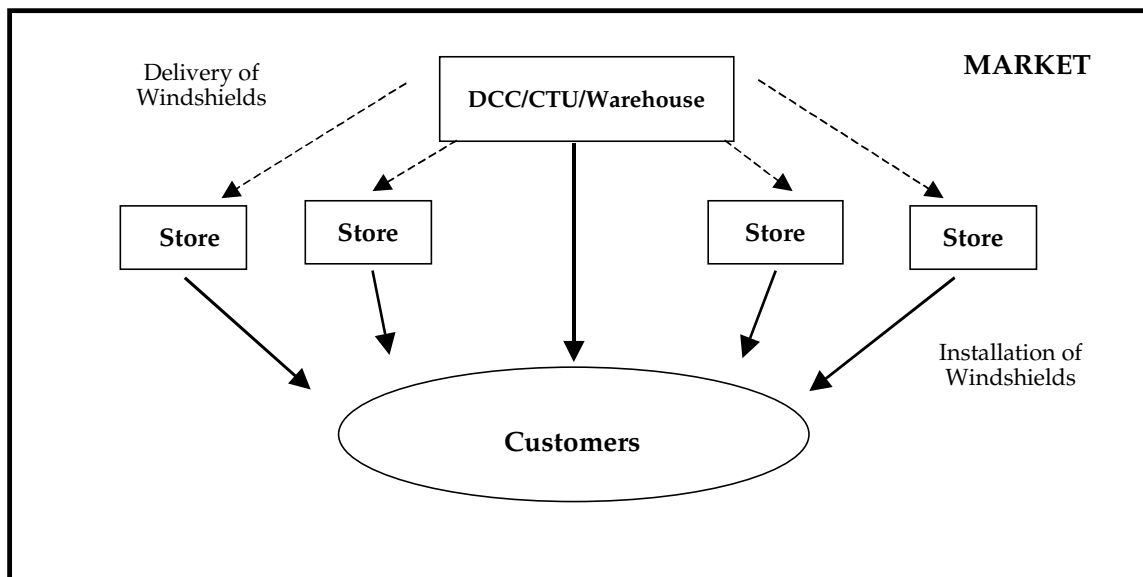 MARKET
Delivery of
Windshields
DCC/CTU/Warehouse
Store
Store
Store
Store
Installation of
Windshields
Customers